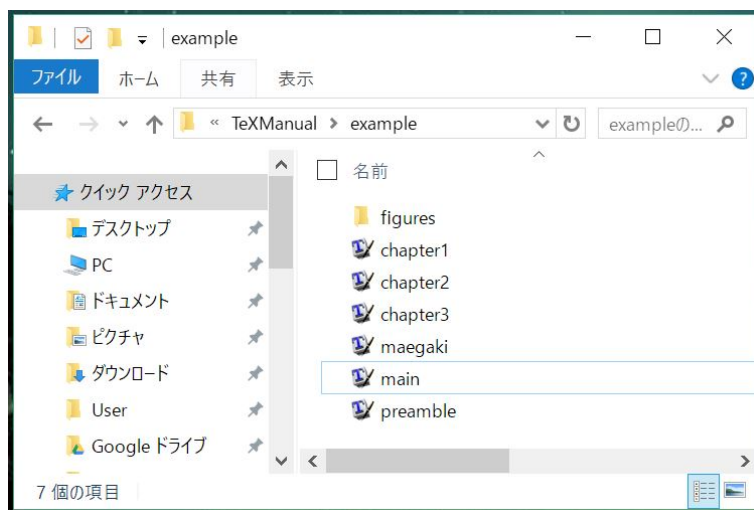 example
ファイル ホーム 共有 表示
« TeXManual > example
exampleの...
名前
クイック アクセス
デスクトップ
PC
ドキュメント
ピクチャ
ダウンロード
User
Google ドライブ
figures
chapter1
chapter2
chapter3
maegaki
main
preamble
7 個の項目